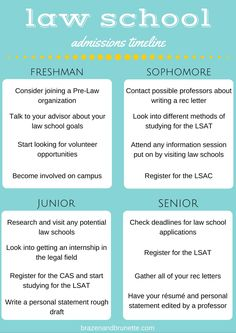 law school
admissions timeline
FRESHMAN
Consider joining a Pre-Law
organization
Talk to your advisor about your
law school goals
Start looking for volunteer
opportunities
Become involved on campus
SOPHOMORE
Contact possible professors about
writing a rec letter
Look into different methods of
studying for the LSAT
Attend any information session
put on by visiting law schools
Register for the LSAC
JUNIOR
Research and visit any potential
law schools
Look into getting an internship in
the legal field
Register for the CAS and start
studying for the LSAT
Write a personal statement rough
draft
SENIOR
Check deadlines for law school
applications
Register for the LSAT
Gather all of your rec letters
Have your résumé and personal
statement edited by a professor
brazenandbrunette.com